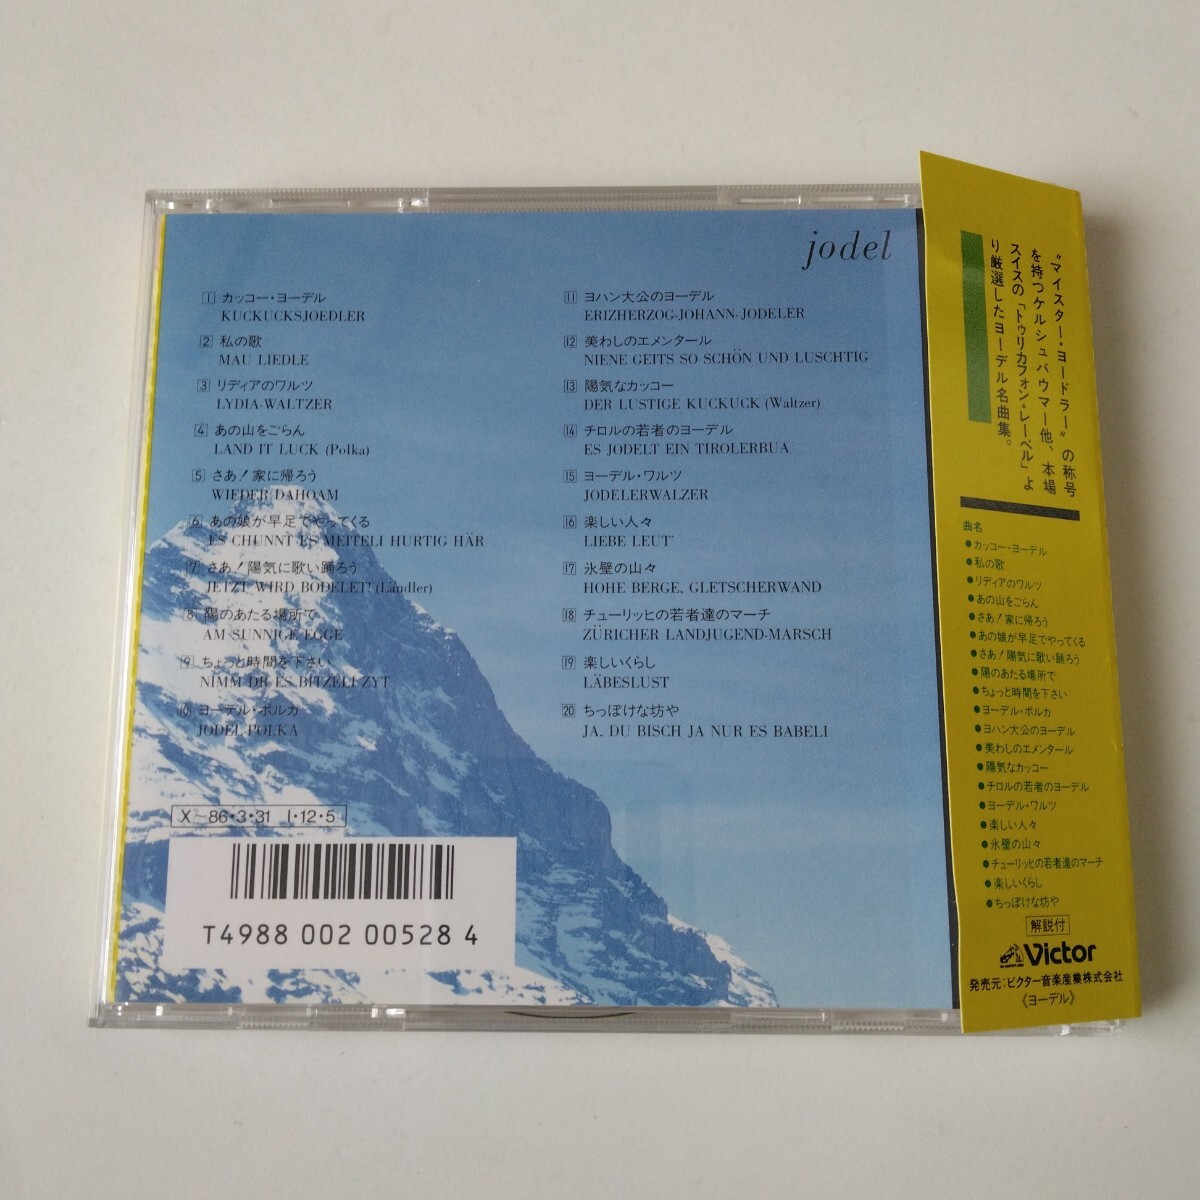 jodel
1 カッコー・ヨーデル
KUCKUCKSJOEDLER
2 私の歌
MAU LIEDLE
3 リディアのワルツ
LYDIA-WALTZER
4 あの山をごらん
LAND IT LUCK (Polka)
5 さあ!家に帰ろう
WIEDER DAHOAM
6 あの娘が早足でやってくる
ES CHUNNT ES MEITELI HURTIG HÄR
7 さあ!陽気に歌い踊ろう
JETZT WIRD BODELET! (Ländler)
8 陽のあたる場所で
AM SUNNIGE EGGE
9 ちょっと時間を下さい
NIMM DR ES BITZELI ZYT
10 ヨーデル・ポルカ
JODEL-POLKA
11 ヨハン大公のヨーデル
ERIZHERZOG-JOHANN-JODELER
12 美わしのエメンタール
NIENE GEITS SO SCHÖN UND LUSCHTIG
13 陽気なカッコー
DER LUSTIGE KUCKUCK (Waltzer)
14 チロルの若者のヨーデル
ES JODELT EIN TIROLERBUA
15 ヨーデル・ワルツ
JODELERWALZER
16 楽しい人々
LIEBE LEUT'
17 氷壁の山々
HOHE BERGE, GLETSCHERWAND
18 チューリッヒの若者達のマーチ
ZÜRICHER LANDJUGEND-MARSCH
19 楽しいくらし
LÄBESLUST
20 ちっぽけな坊や
JA, DU BISCH JA NUR ES BABELI
X-86・3・31 I・12・5
T4988 002 00528 4
"マイスター・ヨードラー"の称号
を持つケルシュバウマー他、本場
スイスの「トゥリカフォン・レーベル」よ
り厳選したヨーデル名曲集。
曲名
●カッコー・ヨーデル
●私の歌
●リディアのワルツ
●あの山をごらん
●さあ!家に帰ろう
●あの娘が早足でやってくる
●さあ!陽気に歌い踊ろう
●陽のあたる場所で
●ちょっと時間を下さい
●ヨーデル・ポルカ
●ヨハン大公のヨーデル
●美わしのエメンタール
●陽気なカッコー
●チロルの若者のヨーデル
●ヨーデル・ワルツ
●楽しい人々
●氷壁の山々
●チューリッヒの若者達のマーチ
●楽しいくらし
●ちっぽけな坊や
解説付
Victor
発売元:ビクター音楽産業株式会社
《ヨーデル》